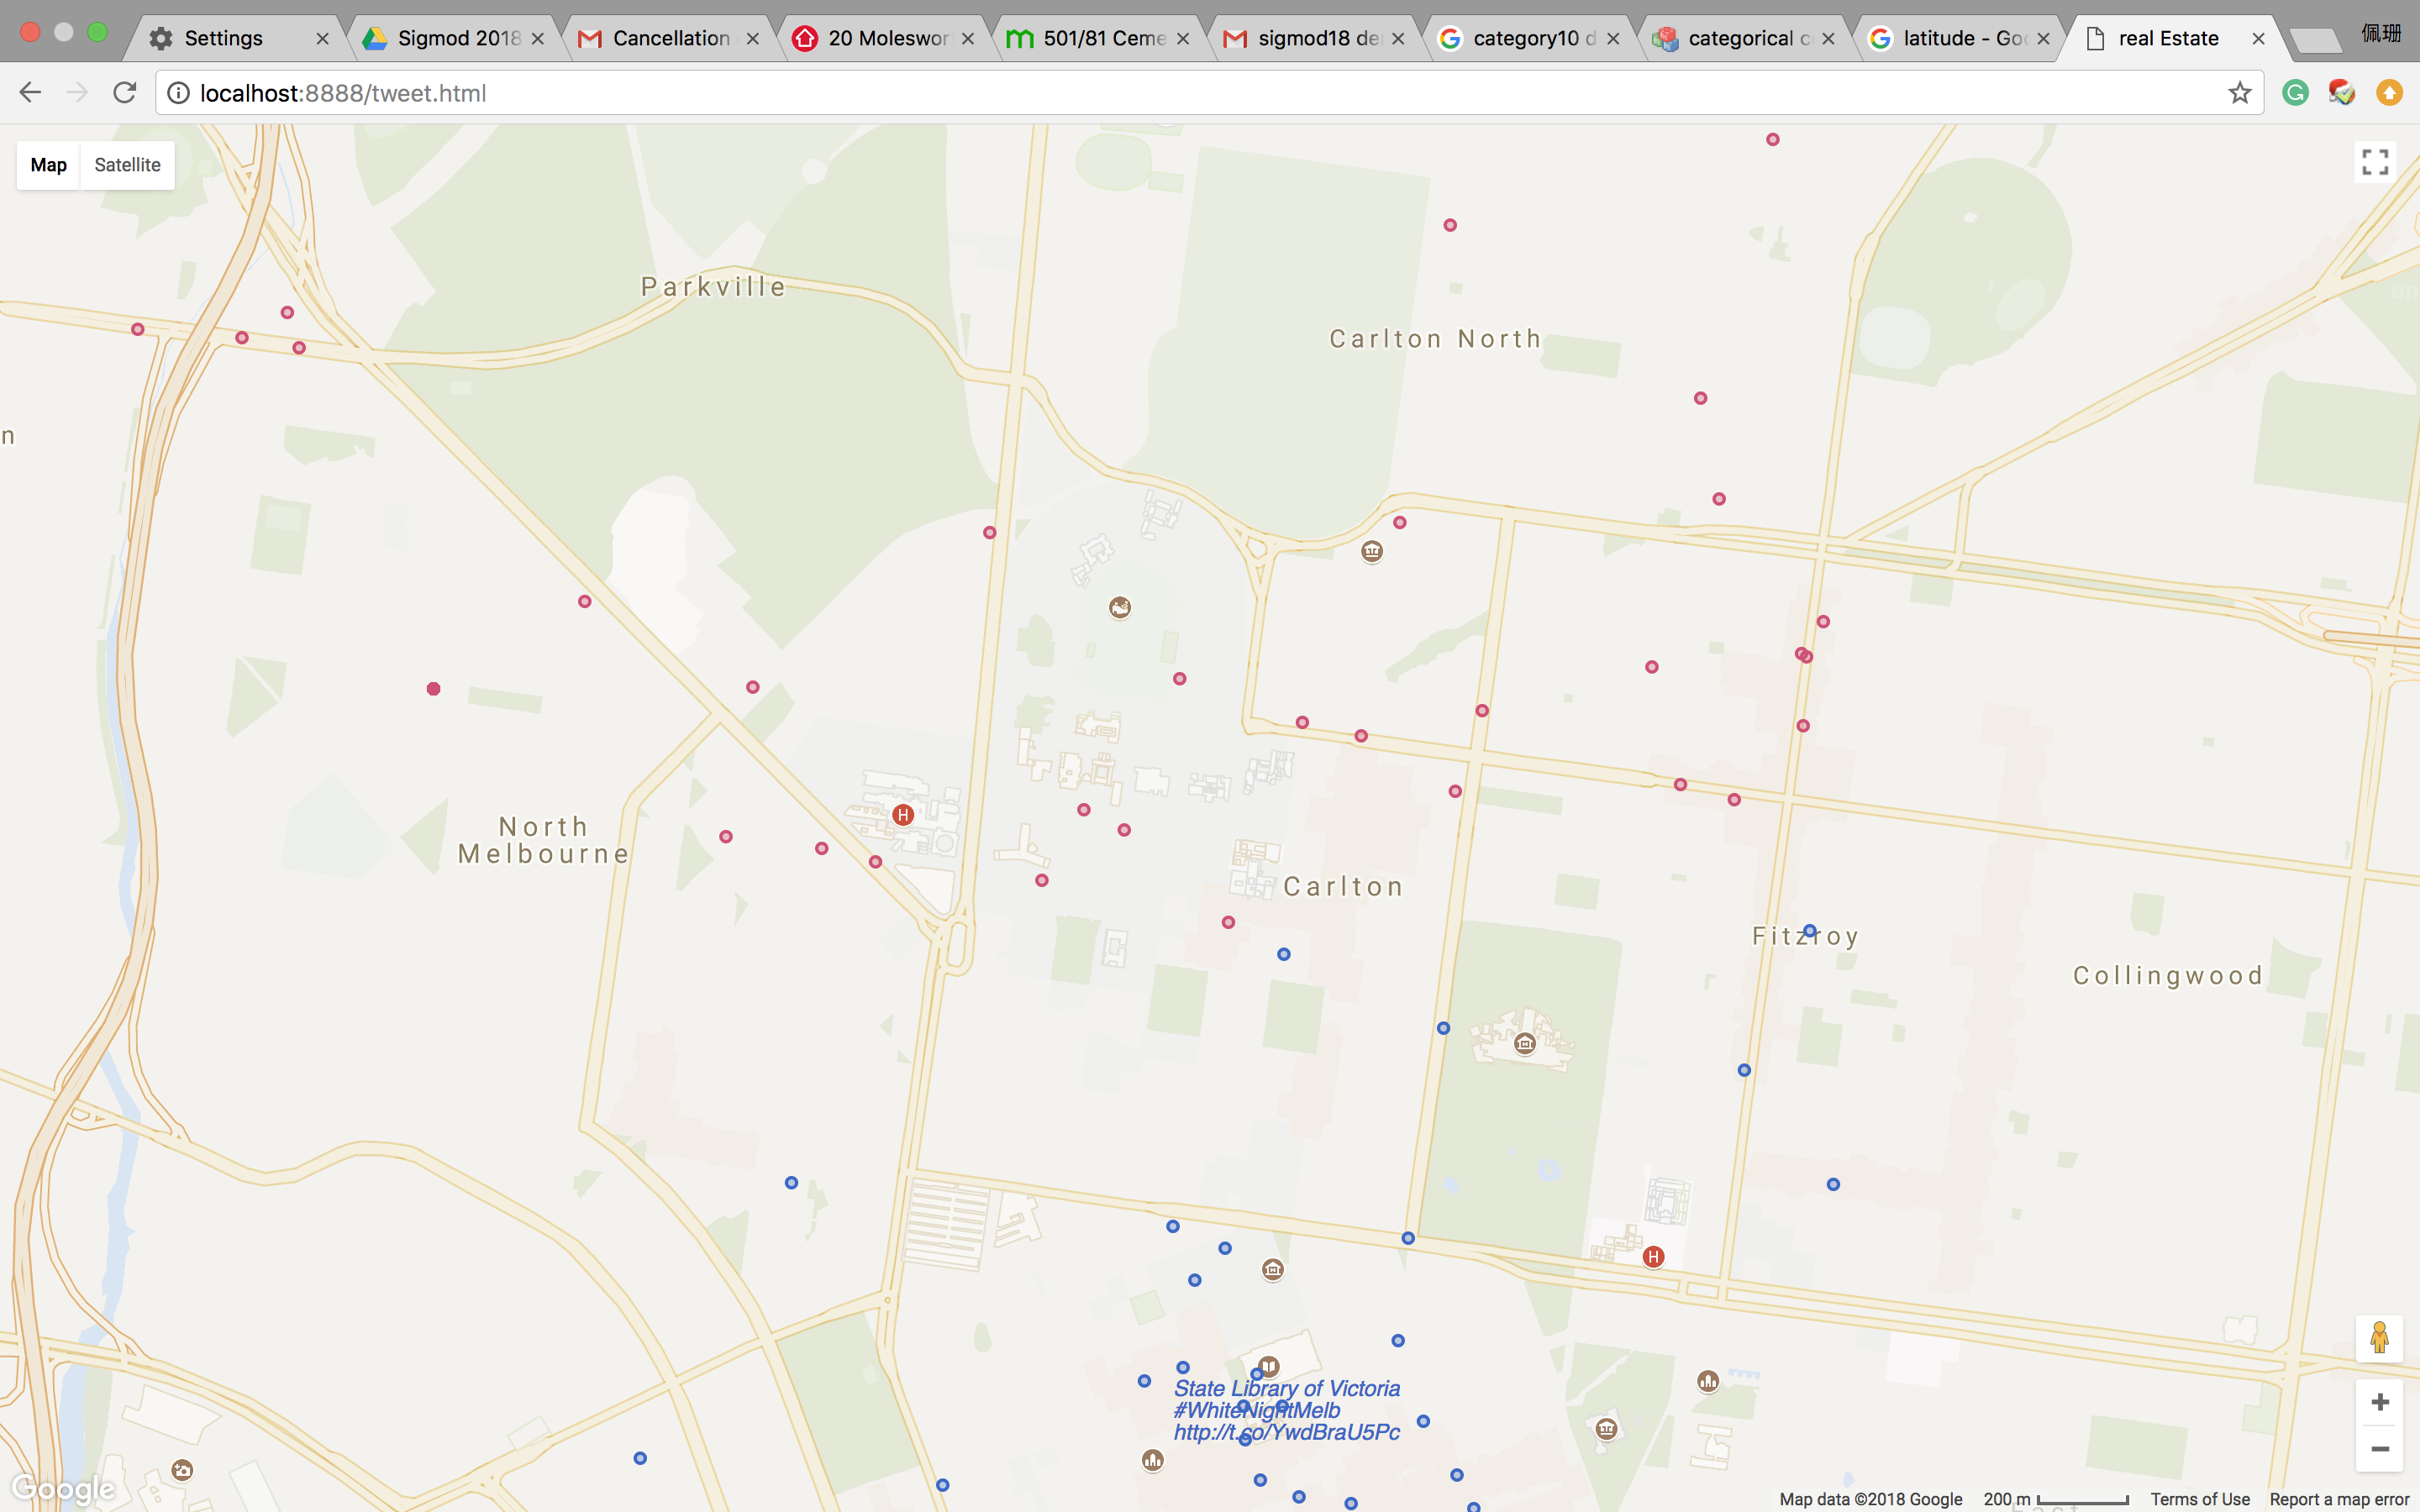 Settings
Sigmod 2018
Cancellation
20 Moleswor
501/81 Ceme
sigmod18 de
category10 d
categorical c
latitude - Goo
real Estate
佩珊
localhost:8888/tweet.html
Map
Satellite
Parkville
Carlton North
n
North
Melbourne
H
Carlton
Fitzroy
Collingwood
H
State Library of Victoria
#WhiteNightMelb
http://t.co/YwdBraU5Pc
Google
Map data ©2018 Google
200 m
Terms of Use
Report a map error